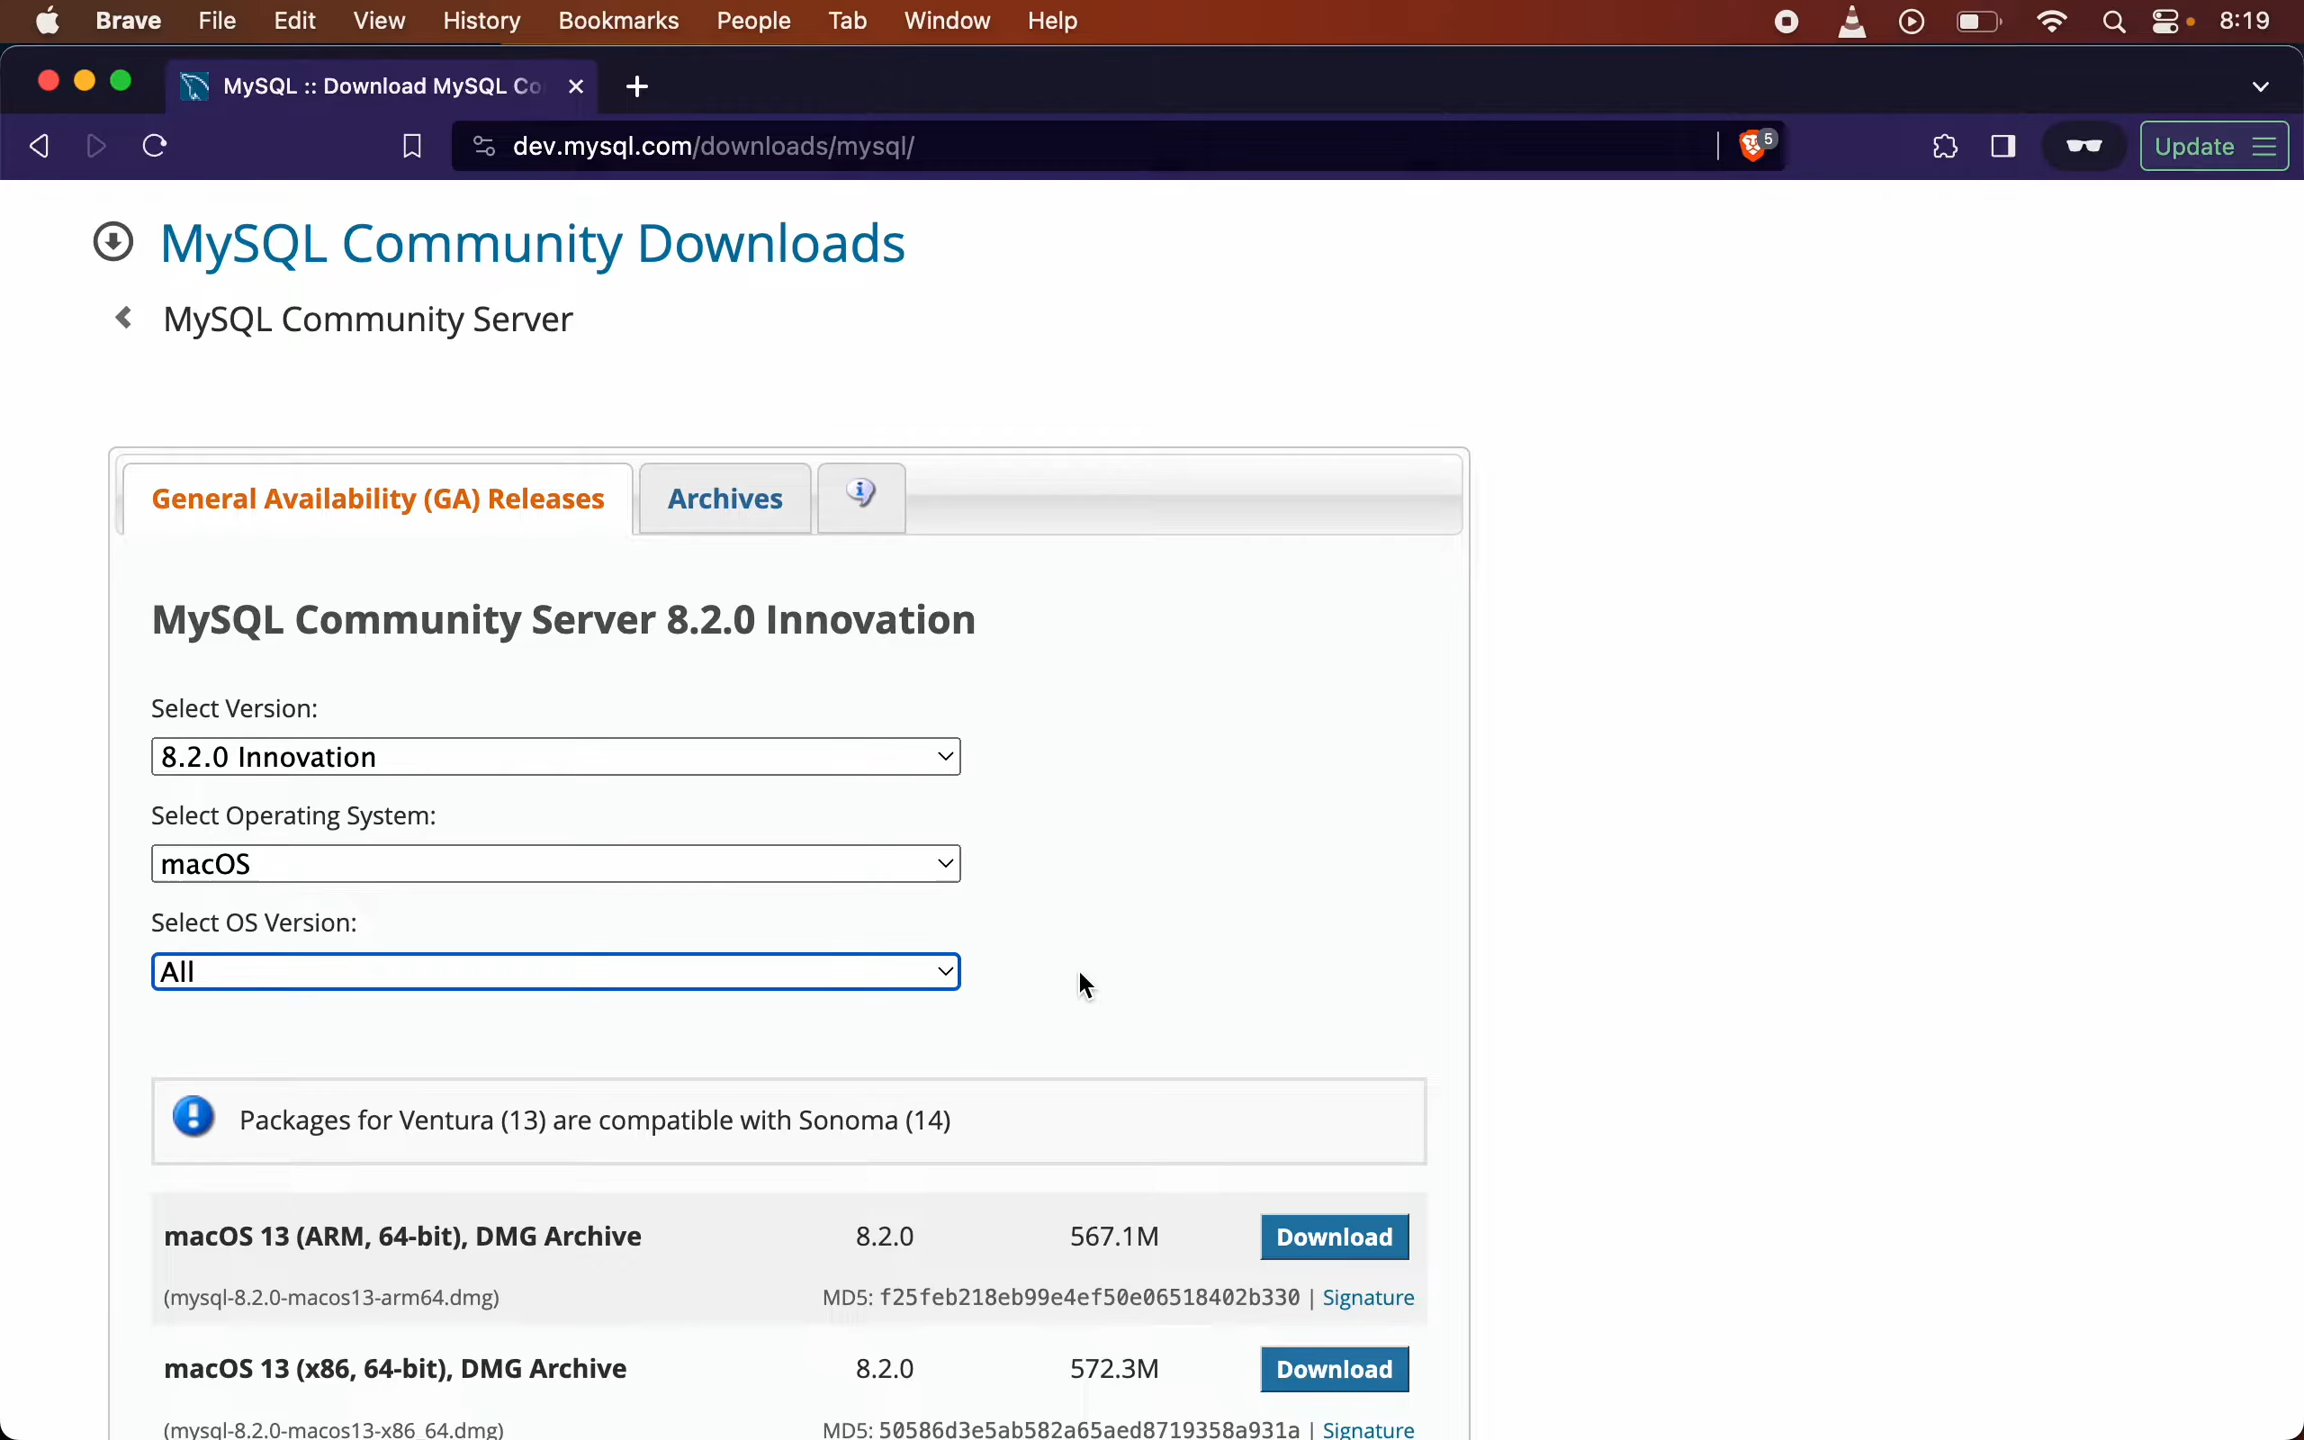 Brave File Edit View History Bookmarks People Tab Window Help 8:19
MySQL :: Download MySQL Co
dev.mysql.com/downloads/mysql/ 5 Update
MySQL Community Downloads
MySQL Community Server
General Availability (GA) Releases Archives
MySQL Community Server 8.2.0 Innovation
Select Version:
8.2.0 Innovation
Select Operating System:
macOS
Select OS Version:
All
Packages for Ventura (13) are compatible with Sonoma (14)
macOS 13 (ARM, 64-bit), DMG Archive 8.2.0 567.1M Download
(mysql-8.2.0-macos13-arm64.dmg) MD5: f25feb218eb99e4ef50e06518402b330 | Signature
macOS 13 (x86, 64-bit), DMG Archive 8.2.0 572.3M Download
(mysql-8.2.0-macos13-x86_64.dmg) MD5: 50586d3e5ab582a65aed8719358a931a | Signature